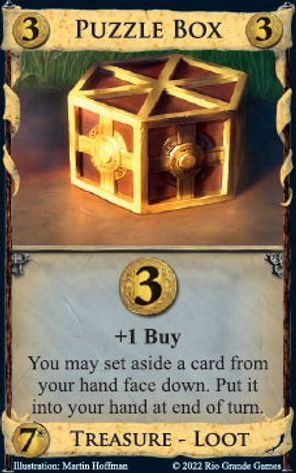 3 PUZZLE BOX 3
3
+1 Buy
You may set aside a card from
your hand face down. Put it
into your hand at end of turn.
7* TREASURE - LOOT
Illustration: Martin Hoffman © 2022 Rio Grande Games